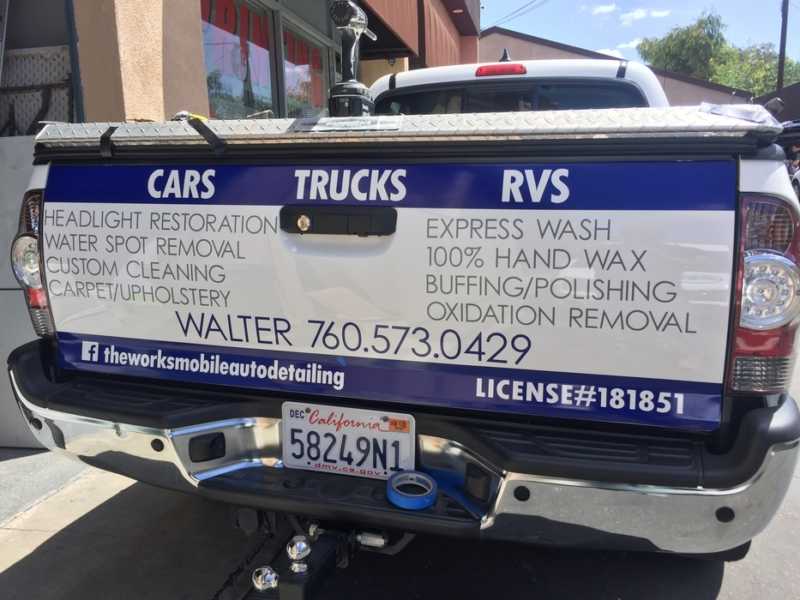 CARS TRUCKS RVS
HEADLIGHT RESTORATION
WATER SPOT REMOVAL
CUSTOM CLEANING
CARPET/UPHOLSTERY
EXPRESS WASH
100% HAND WAX
BUFFING/POLISHING
OXIDATION REMOVAL
WALTER 760.573.0429
f theworksmobileautodetailing
LICENSE#181851
DEC California
58249N1
dmv.ca.gov